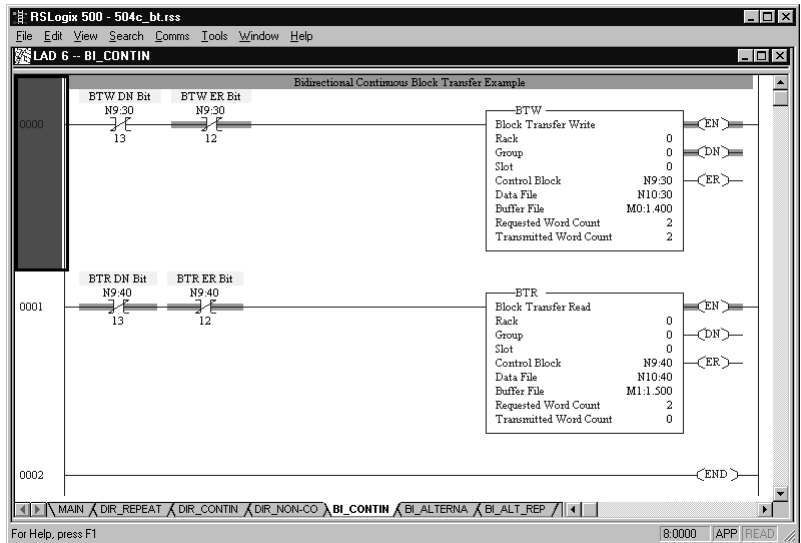 RSLogix 500 - 504c_bt.rss
File Edit View Search Comms Tools Window Help
LAD 6 -- BI_CONTIN
Bidirectional Continuous Block Transfer Example
BTW DN Bit BTW ER Bit
N9:30 N9:30
0000
13 12
BTW
Block Transfer Write
Rack 0
Group 0
Slot 0
Control Block N9:30
Data File N10:30
Buffer File M0:1.400
Requested Word Count 2
Transmitted Word Count 2
EN
DN
ER
BTR DN Bit BTR ER Bit
N9:40 N9:40
0001
13 12
BTR
Block Transfer Read
Rack 0
Group 0
Slot 0
Control Block N9:40
Data File N10:40
Buffer File M1:1.500
Requested Word Count 2
Transmitted Word Count 0
EN
DN
ER
0002
END
MAIN DIR_REPEAT DIR_CONTIN DIR_NON-CO BI_CONTIN BI_ALTERNA BI_ALT_REP
For Help, press F1
8:0000 APP READ